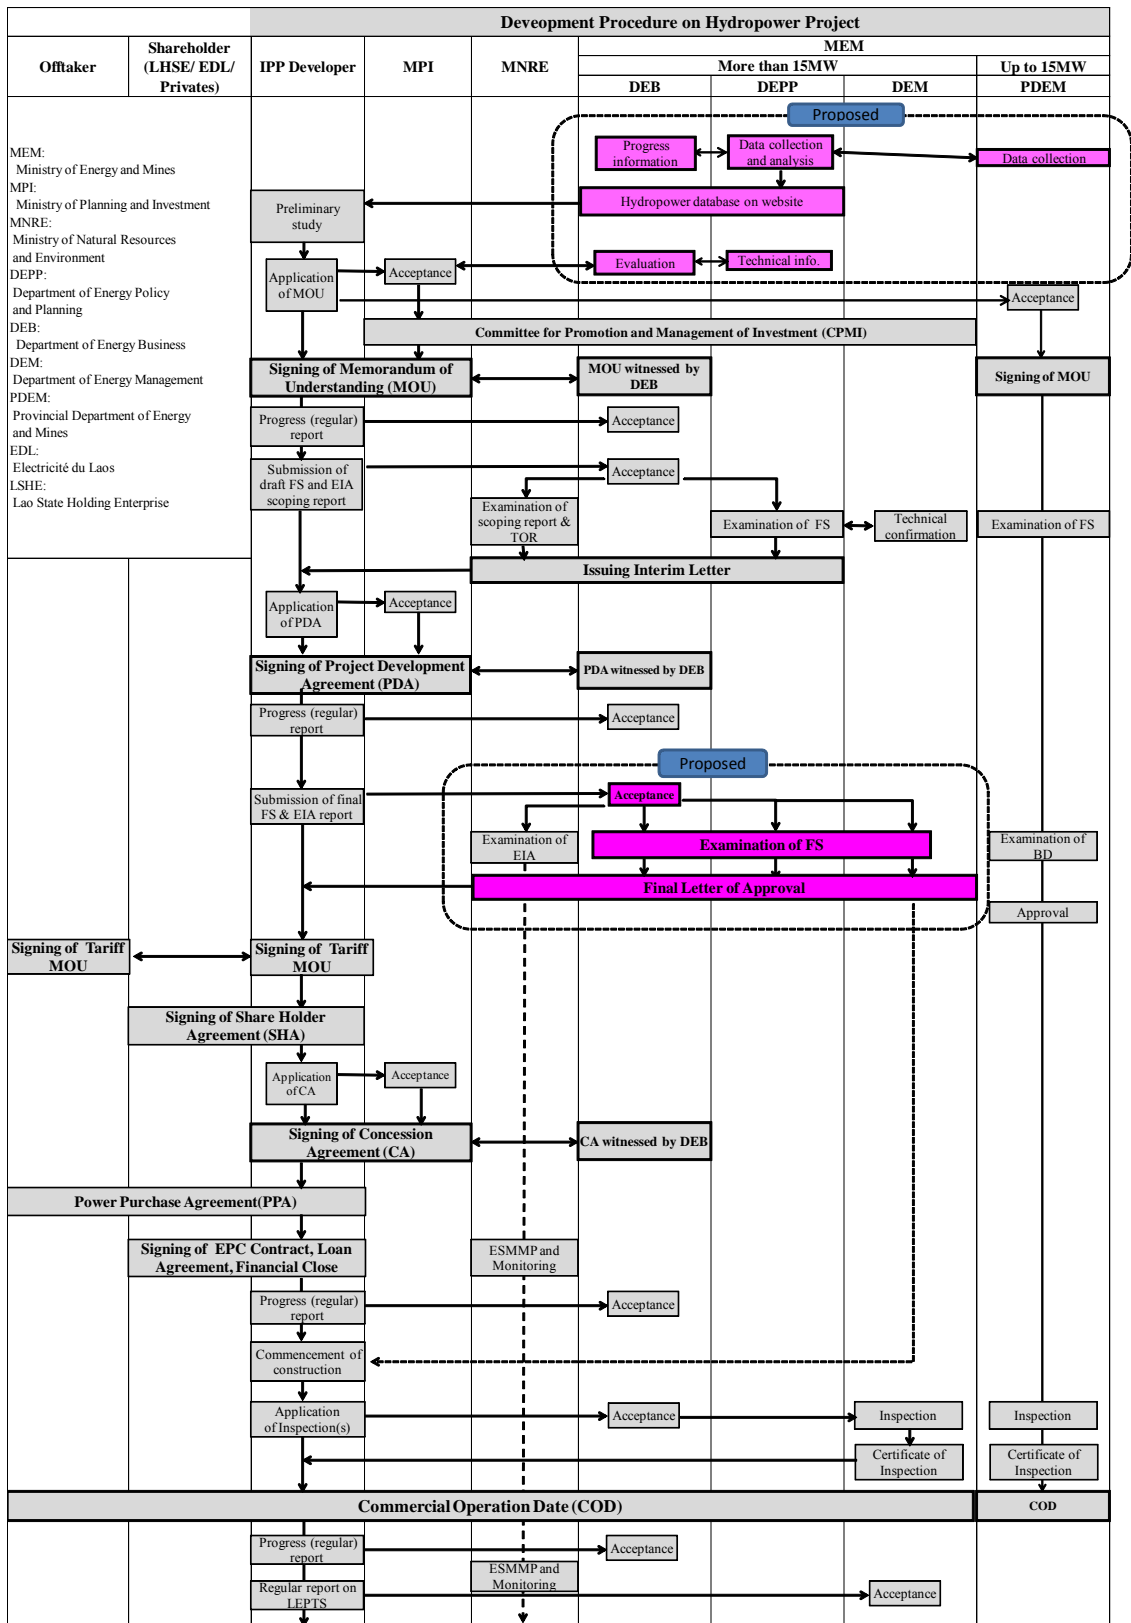 Deveopment Procedure on Hydropower Project
Offtaker
Shareholder
(LHSE/ EDL/
Privates)
IPP Developer
MPI
MNRE
MEM
More than 15MW
Up to 15MW
DEB
DEPP
DEM
PDEM
MEM:
Ministry of Energy and Mines
MPI:
Ministry of Planning and Investment
MNRE:
Ministry of Natural Resources
and Environment
DEPP:
Department of Energy Policy
and Planning
DEB:
Department of Energy Business
DEM:
Department of Energy Management
PDEM:
Provincial Department of Energy
and Mines
EDL:
Electricité du Laos
LSHE:
Lao State Holding Enterprise
Proposed
Progress
information
Data collection
and analysis
Data collection
Preliminary
study
Hydropower database on website
Application
of MOU
Acceptance
Evaluation
Technical info.
Acceptance
Committee for Promotion and Management of Investment (CPMI)
Signing of Memorandum of
Understanding (MOU)
MOU witnessed by
DEB
Signing of MOU
Progress (regular)
report
Acceptance
Submission of
draft FS and EIA
scoping report
Acceptance
Examination of
scoping report &
TOR
Examination of FS
Technical
confirmation
Examination of FS
Issuing Interim Letter
Application
of PDA
Acceptance
Signing of Project Development
Agreement (PDA)
PDA witnessed by DEB
Progress (regular)
report
Acceptance
Proposed
Submission of final
FS & EIA report
Acceptance
Examination of
EIA
Examination of FS
Examination of
BD
Final Letter of Approval
Approval
Signing of Tariff
MOU
Signing of Tariff
MOU
Signing of Share Holder
Agreement (SHA)
Application
of CA
Acceptance
Signing of Concession
Agreement (CA)
CA witnessed by DEB
Power Purchase Agreement(PPA)
Signing of EPC Contract, Loan
Agreement, Financial Close
ESMMP and
Monitoring
Progress (regular)
report
Acceptance
Commencement of
construction
Application
of Inspection(s)
Acceptance
Inspection
Inspection
Certificate of
Inspection
Certificate of
Inspection
Commercial Operation Date (COD)
COD
Progress (regular)
report
Acceptance
ESMMP and
Monitoring
Regular report on
LEPTS
Acceptance